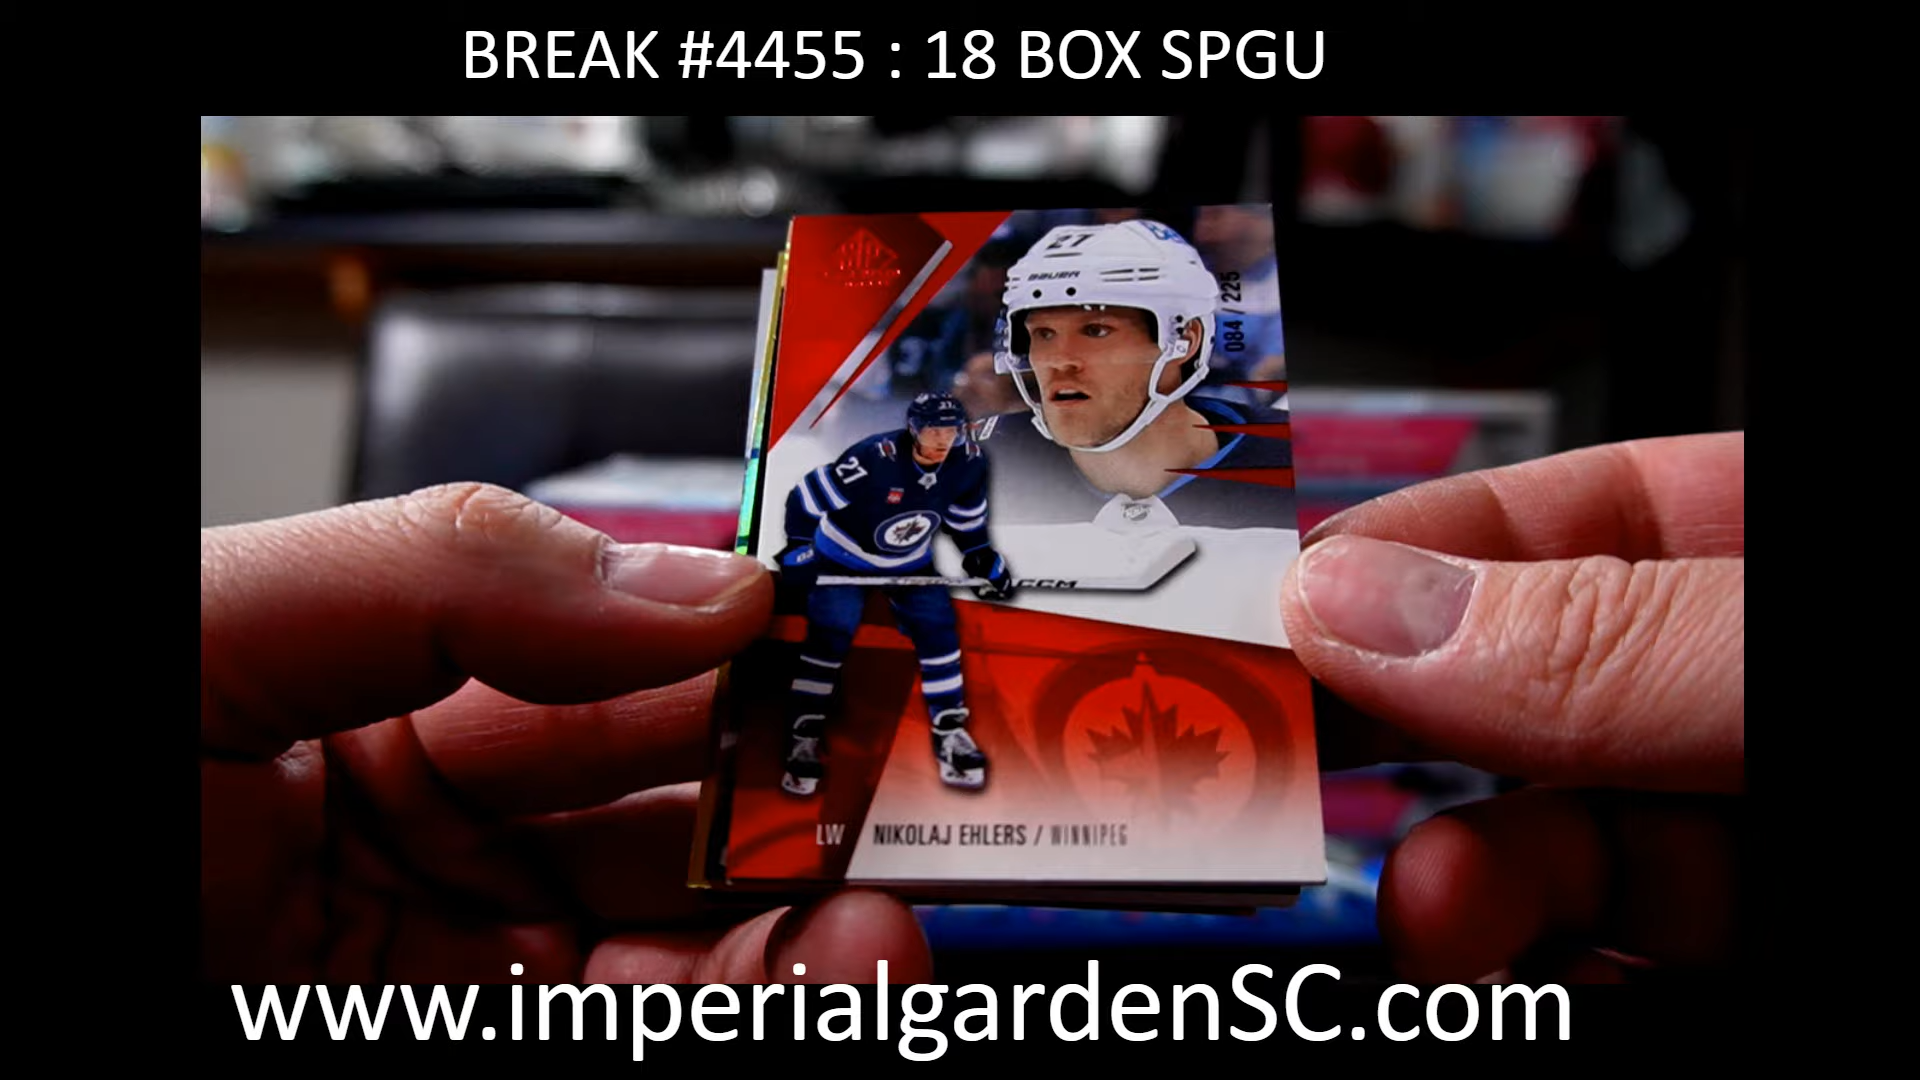 BREAK #4455 : 18 BOX SPGU
27
BAUER
084 / 225
27
CCM
LW NIKOLAJ EHLERS / WINNIPEG
www.imperialgardenSC.com